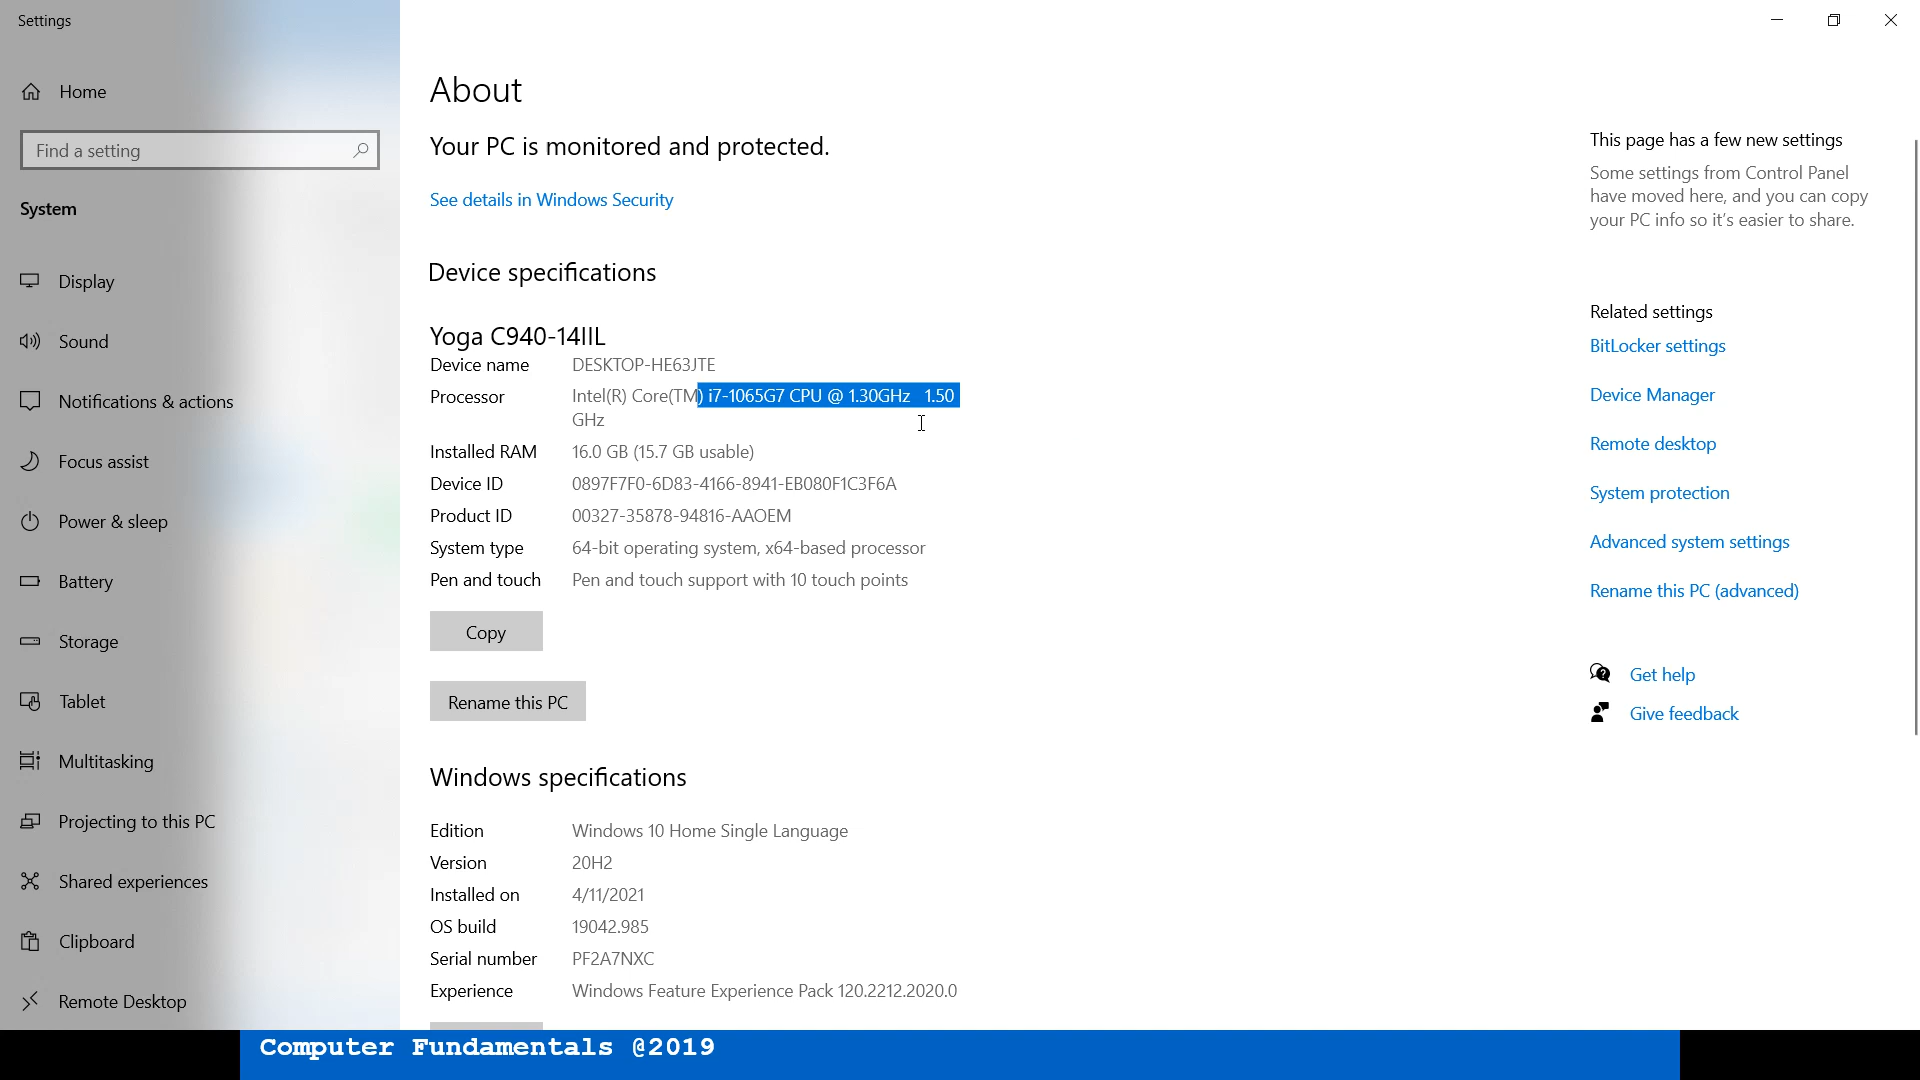 Settings
Home
Find a setting
System
Display
Sound
Notifications & actions
Focus assist
Power & sleep
Battery
Storage
Tablet
Multitasking
Projecting to this PC
Shared experiences
Clipboard
Remote Desktop
About
Your PC is monitored and protected.
See details in Windows Security
Device specifications
Yoga C940-14IIL
Device name DESKTOP-HE63JTE
Processor Intel(R) Core(TM) i7-1065G7 CPU @ 1.30GHz 1.50
GHz
Installed RAM 16.0 GB (15.7 GB usable)
Device ID 0897F7F0-6D83-4166-8941-EB080F1C3F6A
Product ID 00327-35878-94816-AAOEM
System type 64-bit operating system, x64-based processor
Pen and touch Pen and touch support with 10 touch points
Copy
Rename this PC
Windows specifications
Edition Windows 10 Home Single Language
Version 20H2
Installed on 4/11/2021
OS build 19042.985
Serial number PF2A7NXC
Experience Windows Feature Experience Pack 120.2212.2020.0
This page has a few new settings
Some settings from Control Panel
have moved here, and you can copy
your PC info so it's easier to share.
Related settings
BitLocker settings
Device Manager
Remote desktop
System protection
Advanced system settings
Rename this PC (advanced)
Get help
Give feedback
Computer Fundamentals @2019